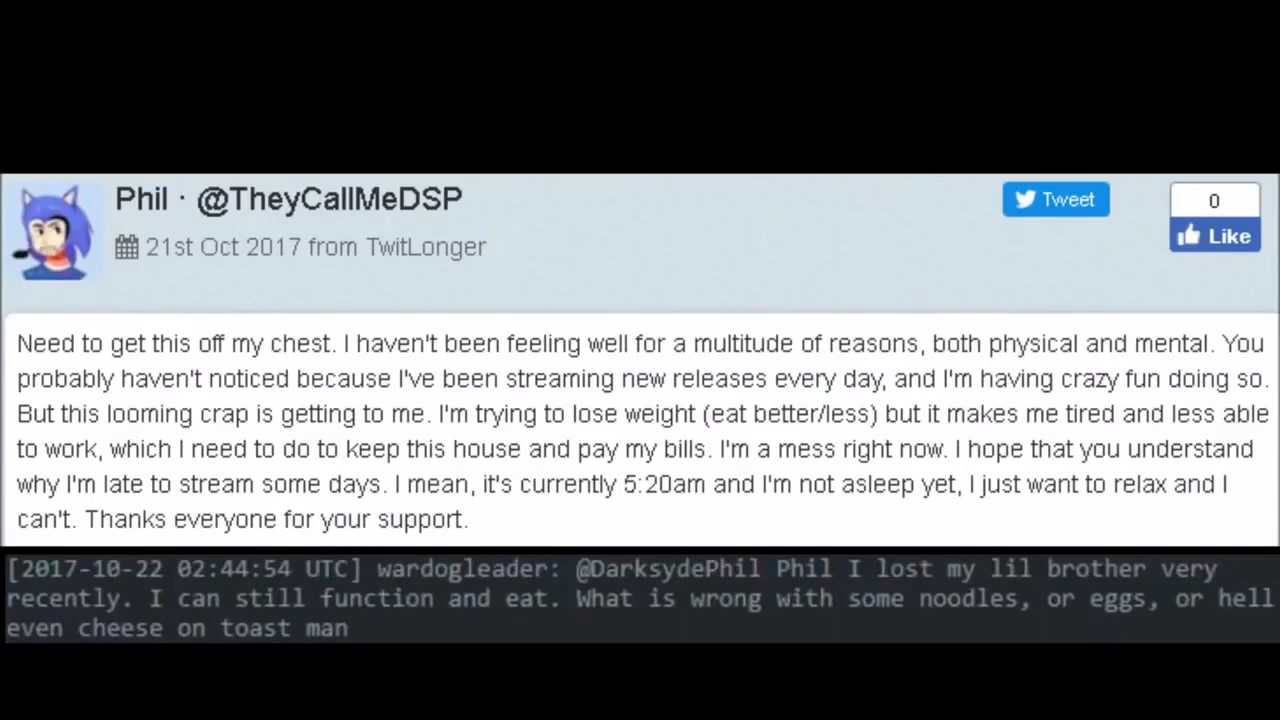 Phil · @TheyCallMeDSP
Tweet
0
21st Oct 2017 from TwitLonger
Like
Need to get this off my chest. I haven't been feeling well for a multitude of reasons, both physical and mental. You
probably haven't noticed because I've been streaming new releases every day, and I'm having crazy fun doing so.
But this looming crap is getting to me. I'm trying to lose weight (eat better/less) but it makes me tired and less able
to work, which I need to do to keep this house and pay my bills. I'm a mess right now. I hope that you understand
why I'm late to stream some days. I mean, it's currently 5:20am and I'm not asleep yet, I just want to relax and I
can't. Thanks everyone for your support.
[2017-10-22 02:44:54 UTC] wardogleader: @DarksydePhil Phil I lost my lil brother very
recently. I can still function and eat. What is wrong with some noodles, or eggs, or hell
even cheese on toast man